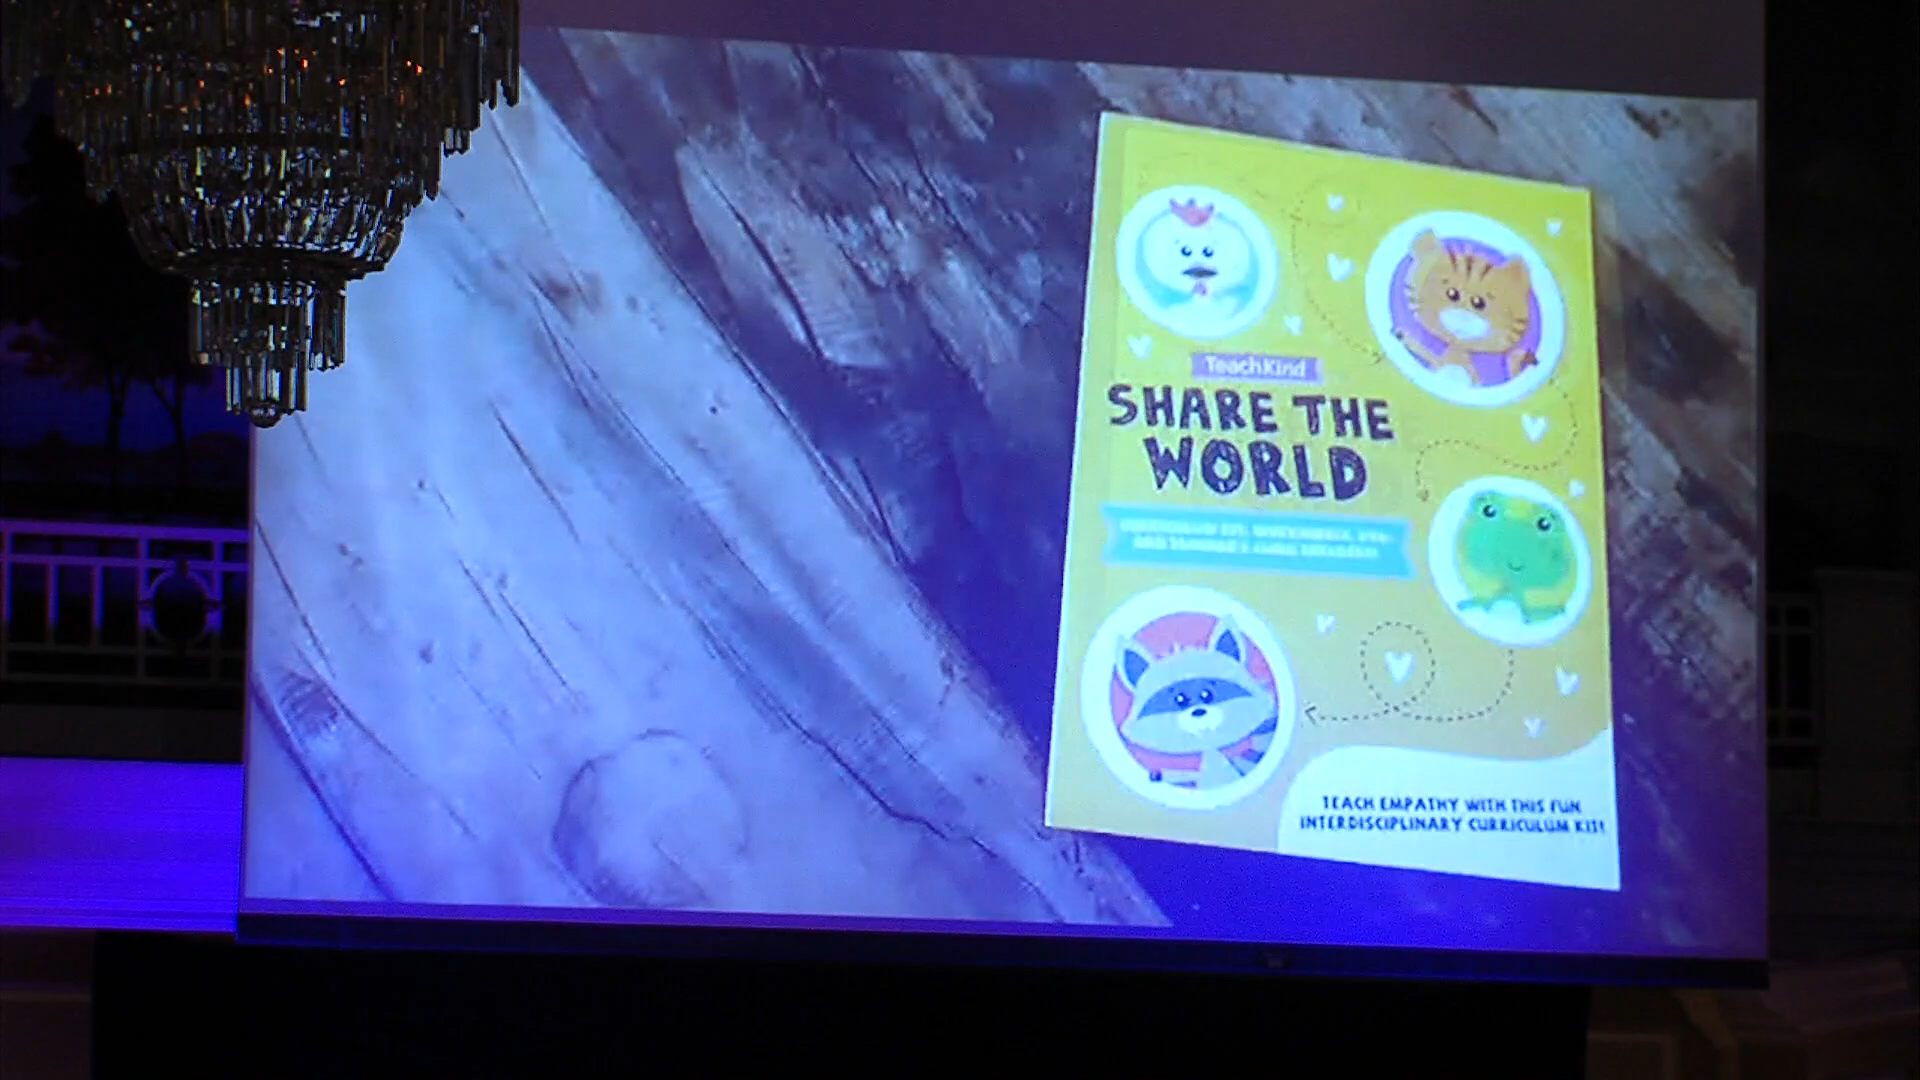 TeachKind
SHARE THE
WORLD
TEACH EMPATHY WITH THIS FUN
INTERDISCIPLINARY CURRICULUM KIT!